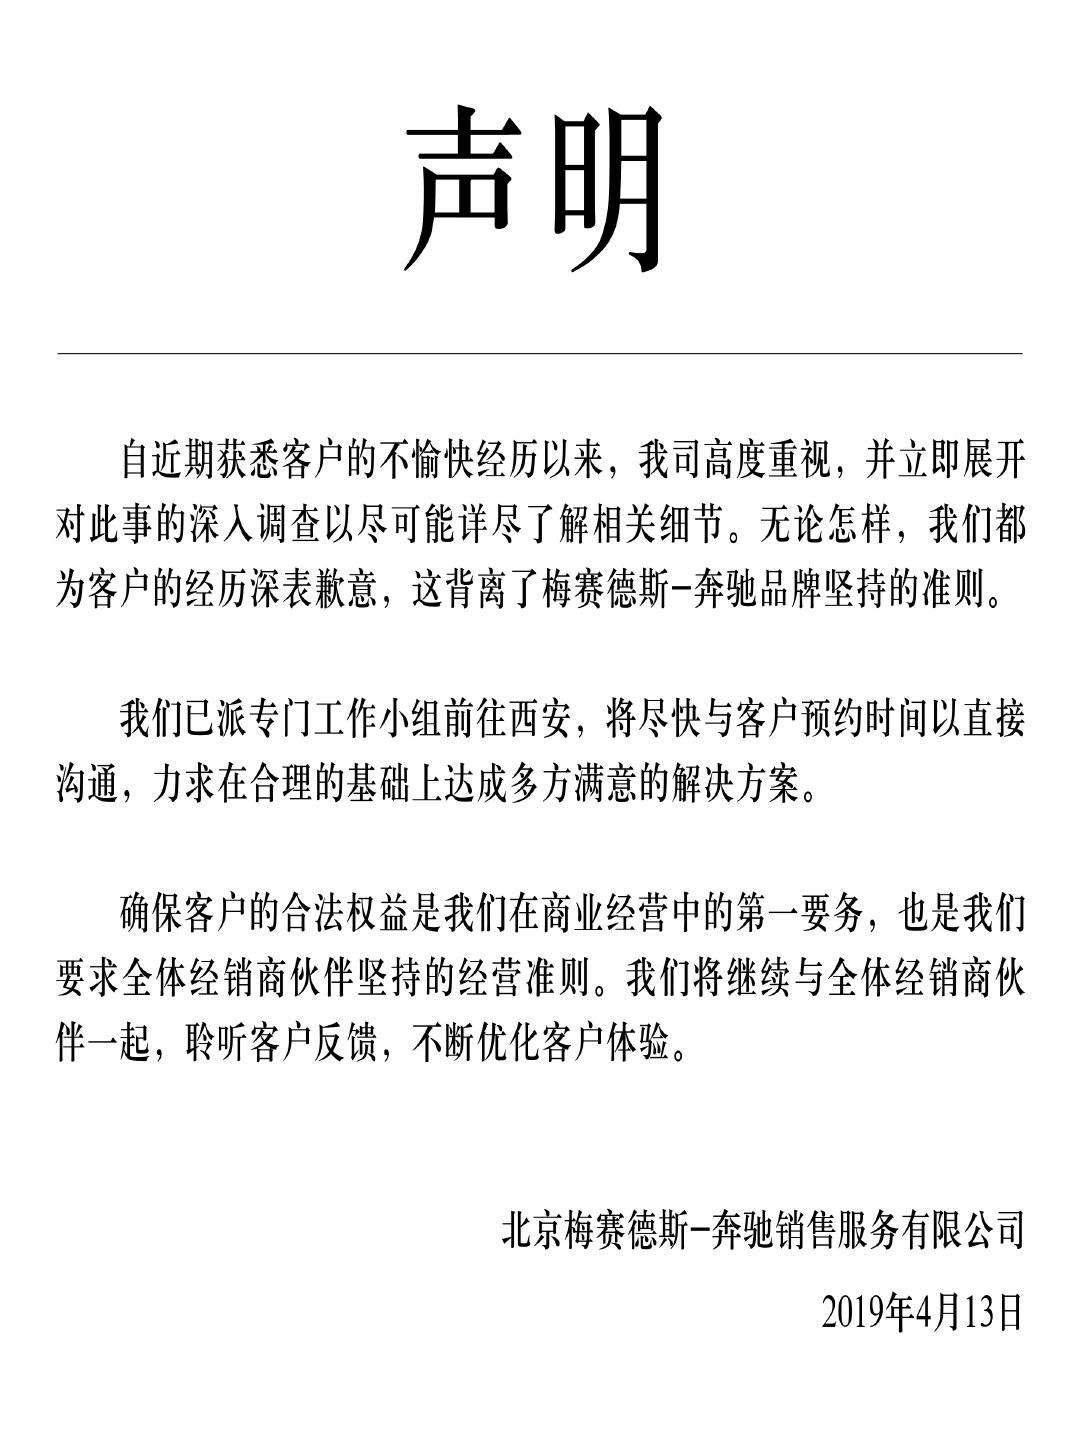 声明
自近期获悉客户的不愉快经历以来，我司高度重视，并立即展开
对此事的深入调查以尽可能详尽了解相关细节。无论怎样，我们都
为客户的经历深表歉意，这背离了梅赛德斯-奔驰品牌坚持的准则。
我们已派专门工作小组前往西安，将尽快与客户预约时间以直接
沟通，力求在合理的基础上达成多方满意的解决方案。
确保客户的合法权益是我们在商业经营中的第一要务，也是我们
要求全体经销商伙伴坚持的经营准则。我们将继续与全体经销商伙
伴一起，聆听客户反馈，不断优化客户体验。
北京梅赛德斯-奔驰销售服务有限公司
2019年4月13日